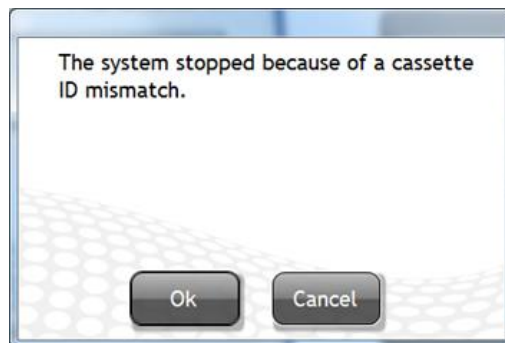 The system stopped because of a cassette
ID mismatch.
Ok
Cancel